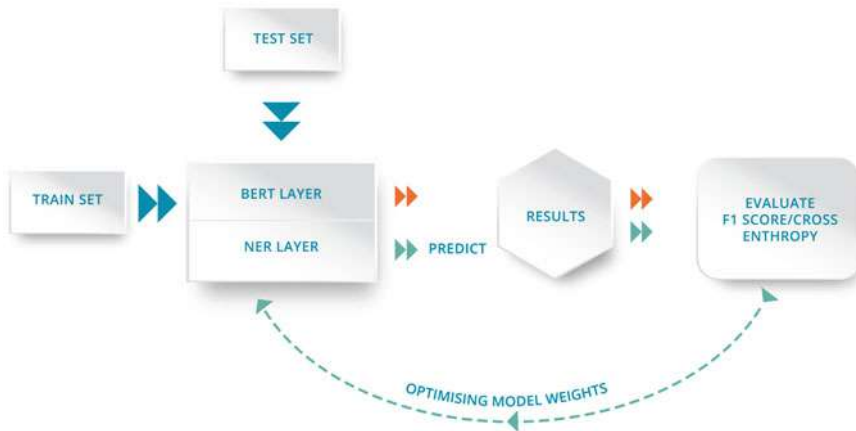 TEST SET
TRAIN SET
BERT LAYER
NER LAYER
PREDICT
RESULTS
EVALUATE
F1 SCORE/CROSS
ENTHROPY
OPTIMISING MODEL WEIGHTS